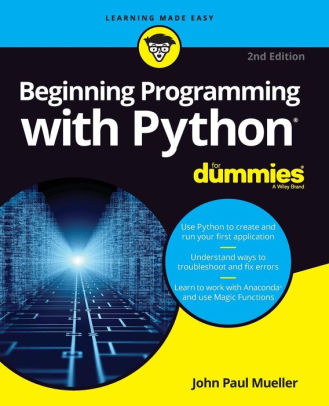 LEARNING MADE EASY
2nd Edition
Beginning Programming
with Python®
for
dummies®
A Wiley Brand
Use Python to create and
run your first application
Understand ways to
troubleshoot and fix errors
Learn to work with Anaconda®
and use Magic Functions
John Paul Mueller